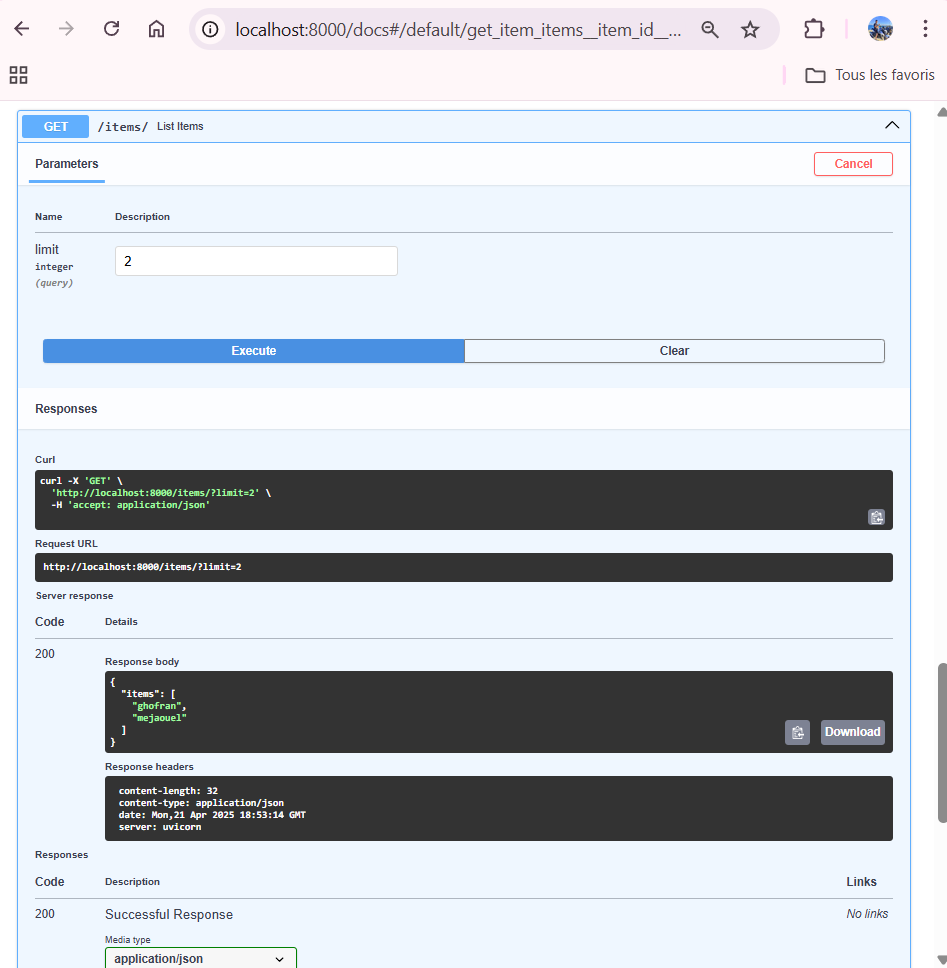 localhost:8000/docs#/default/get_item_items__item_id__...
Tous les favoris
GET /items/ List Items
Parameters Cancel
Name Description
limit
integer
(query)
2
Execute Clear
Responses
Curl
curl -X 'GET' \
'http://localhost:8000/items/?limit=2' \
-H 'accept: application/json'
Request URL
http://localhost:8000/items/?limit=2
Server response
Code Details
200
Response body
{
"items": [
"ghofran",
"mejaouel"
]
}
Download
Response headers
content-length: 32
content-type: application/json
date: Mon,21 Apr 2025 18:53:14 GMT
server: uvicorn
Responses
Code Description Links
200 Successful Response No links
Media type
application/json